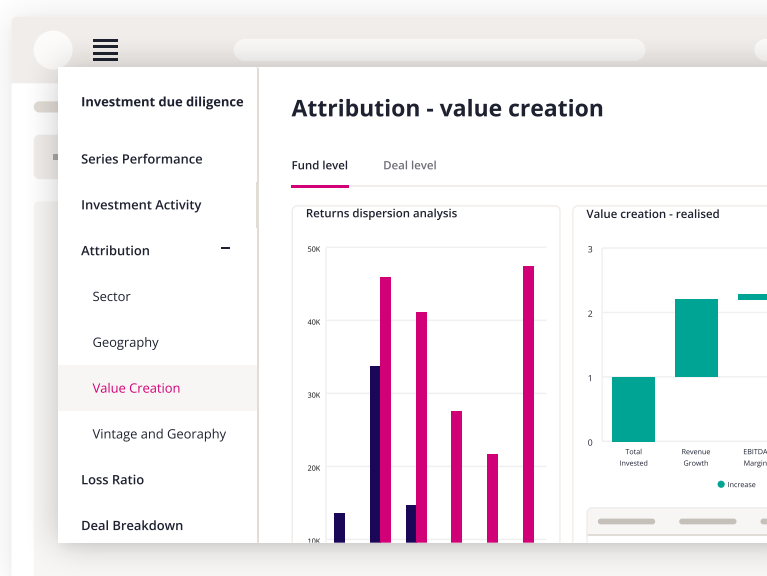 Investment due diligence
Series Performance
Investment Activity
Attribution
Sector
Geography
Value Creation
Vintage and Georaphy
Loss Ratio
Deal Breakdown
Attribution - value creation
Fund level
Deal level
Returns dispersion analysis
50K
40K
30K
20K
10K
Value creation - realised
3
2
1
0
Total
Invested
Revenue
Growth
EBITDA
Margin
Increase